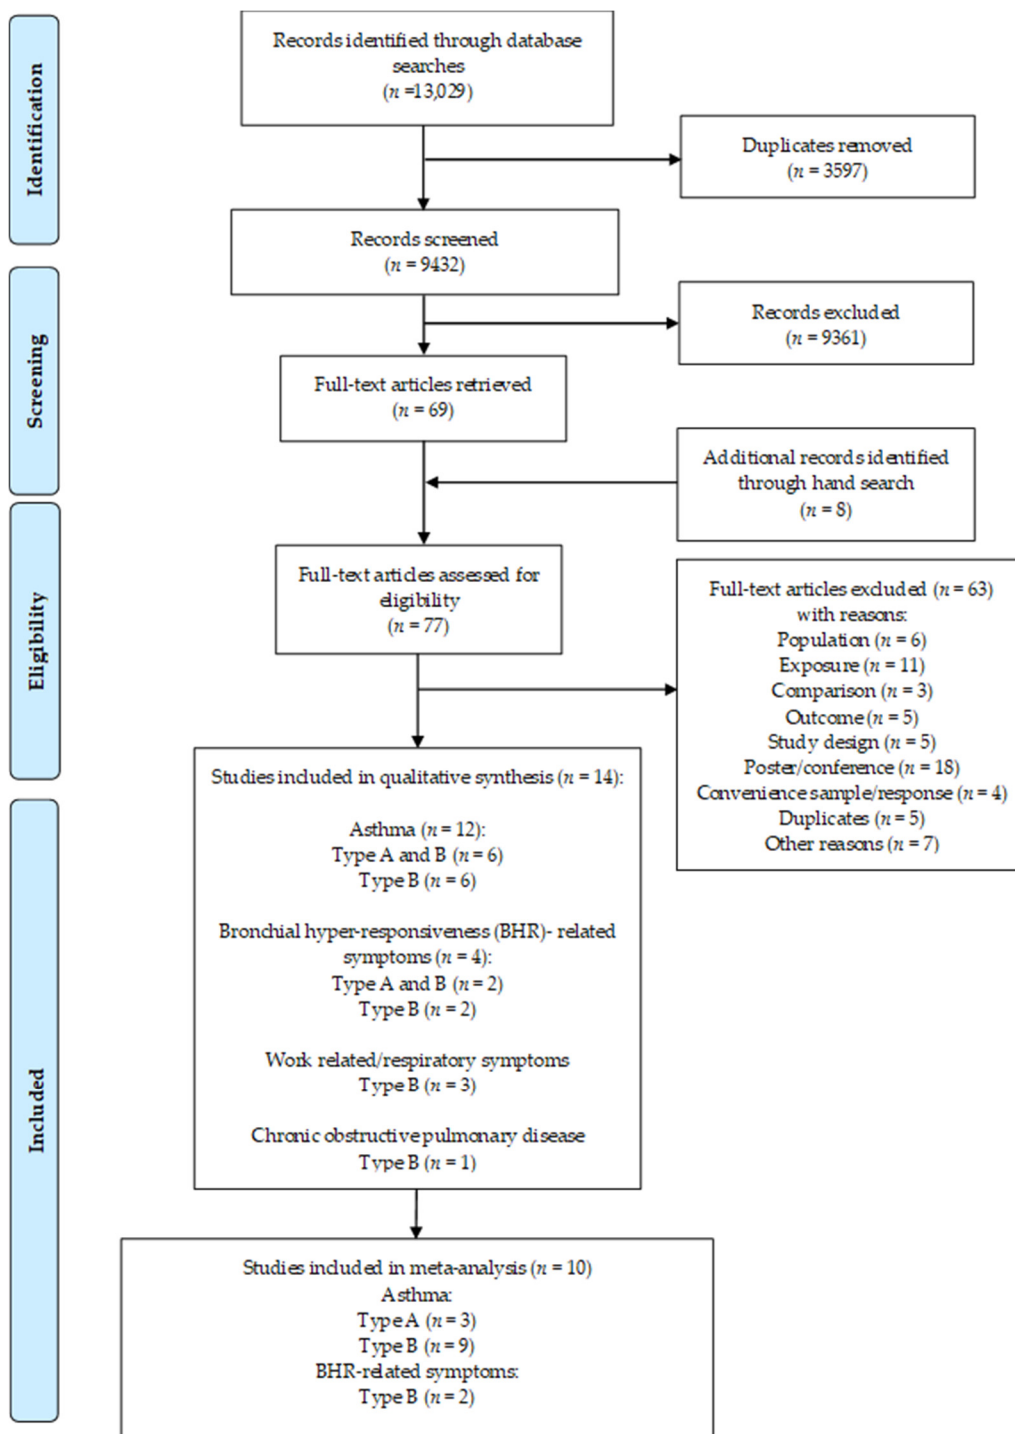 Identification
Records identified through database
searches
(n =13,029)
Duplicates removed
(n = 3597)
Records screened
(n = 9432)
Screening
Records excluded
(n = 9361)
Full-text articles retrieved
(n = 69)
Additional records identified
through hand search
(n = 8)
Eligibility
Full-text articles assessed for
eligibility
(n = 77)
Full-text articles excluded (n = 63)
with reasons:
Population (n = 6)
Exposure (n = 11)
Comparison (n = 3)
Outcome (n = 5)
Study design (n = 5)
Poster/conference (n = 18)
Convenience sample/response (n = 4)
Duplicates (n = 5)
Other reasons (n = 7)
Included
Studies included in qualitative synthesis (n = 14):
Asthma (n = 12):
Type A and B (n = 6)
Type B (n = 6)
Bronchial hyper-responsiveness (BHR)- related
symptoms (n = 4):
Type A and B (n = 2)
Type B (n = 2)
Work related/respiratory symptoms
Type B (n = 3)
Chronic obstructive pulmonary disease
Type B (n = 1)
Studies included in meta-analysis (n = 10)
Asthma:
Type A (n = 3)
Type B (n = 9)
BHR-related symptoms:
Type B (n = 2)